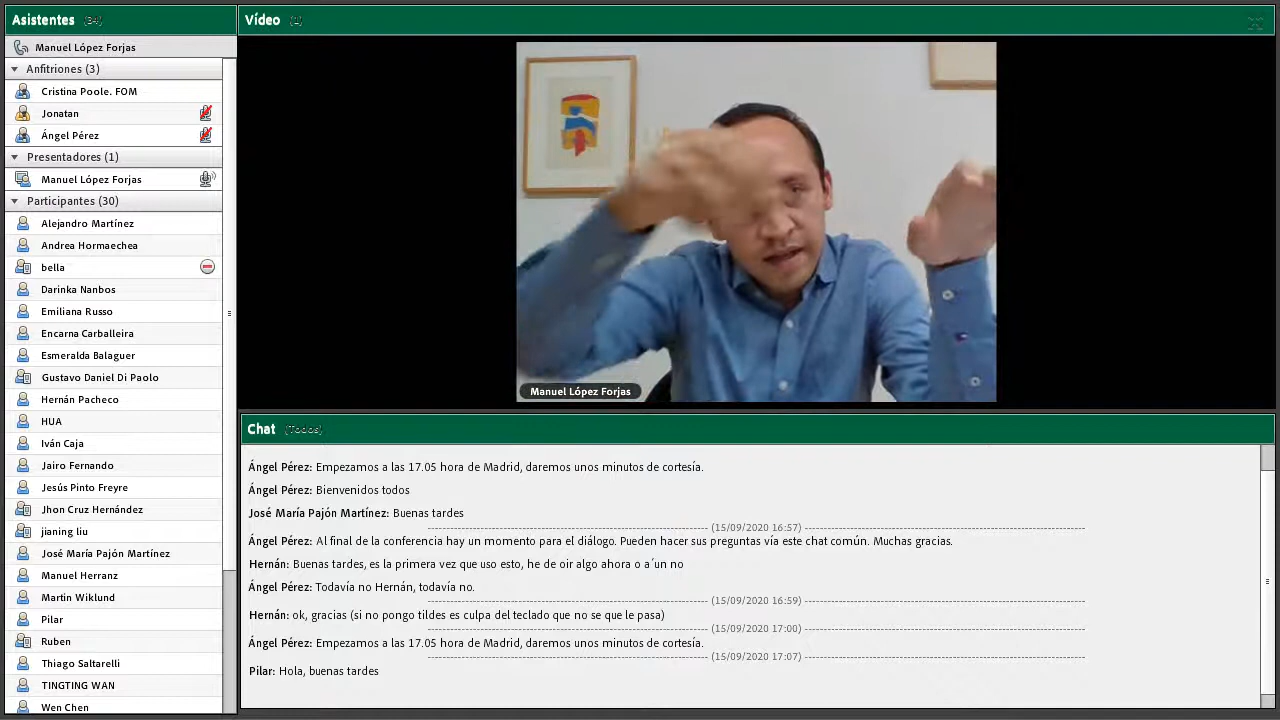 Asistentes (34)
Manuel López Forjas
Anfitriones (3)
Cristina Poole. FOM
Jonatan
Ángel Pérez
Presentadores (1)
Manuel López Forjas
Participantes (30)
Alejandro Martínez
Andrea Hormaechea
bella
Darinka Nanbos
Emiliana Russo
Encarna Carballeira
Esmeralda Balaguer
Gustavo Daniel Di Paolo
Hernán Pacheco
HUA
Iván Caja
Jairo Fernando
Jesús Pinto Freyre
Jhon Cruz Hernández
jianing liu
José María Pajón Martínez
Manuel Herranz
Martin Wiklund
Pilar
Ruben
Thiago Saltarelli
TINGTING WAN
Wen Chen
Vídeo (1)
Manuel López Forjas
Chat (Todos)
Ángel Pérez: Empezamos a las 17.05 hora de Madrid, daremos unos minutos de cortesía.
Ángel Pérez: Bienvenidos todos
José María Pajón Martínez: Buenas tardes
(15/09/2020 16:57)
Ángel Pérez: Al final de la conferencia hay un momento para el diálogo. Pueden hacer sus preguntas vía este chat común. Muchas gracias.
Hernán: Buenas tardes, es la primera vez que uso esto, he de oir algo ahora o a´un no
Ángel Pérez: Todavía no Hernán, todavía no.
(15/09/2020 16:59)
Hernán: ok, gracias (si no pongo tildes es culpa del teclado que no se que le pasa)
(15/09/2020 17:00)
Ángel Pérez: Empezamos a las 17.05 hora de Madrid, daremos unos minutos de cortesía.
(15/09/2020 17:07)
Pilar: Hola, buenas tardes